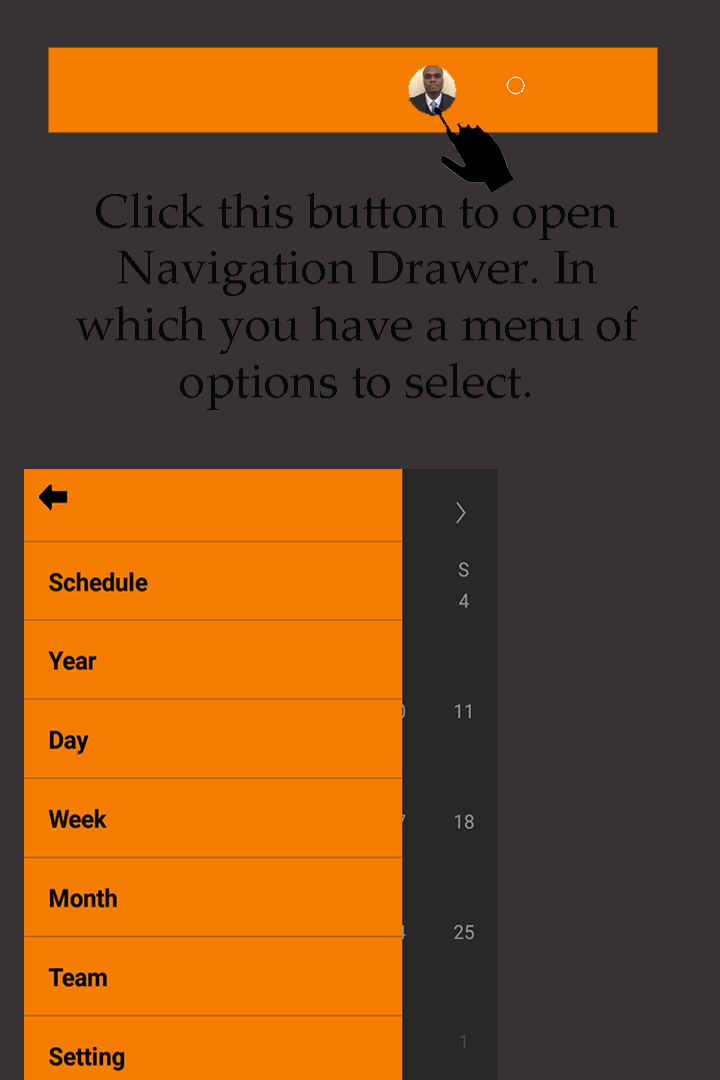 Click this button to open
Navigation Drawer. In
which you have a menu of
options to select.
Schedule
Year
Day
Week
Month
Team
Setting
S
4
11
18
25
1